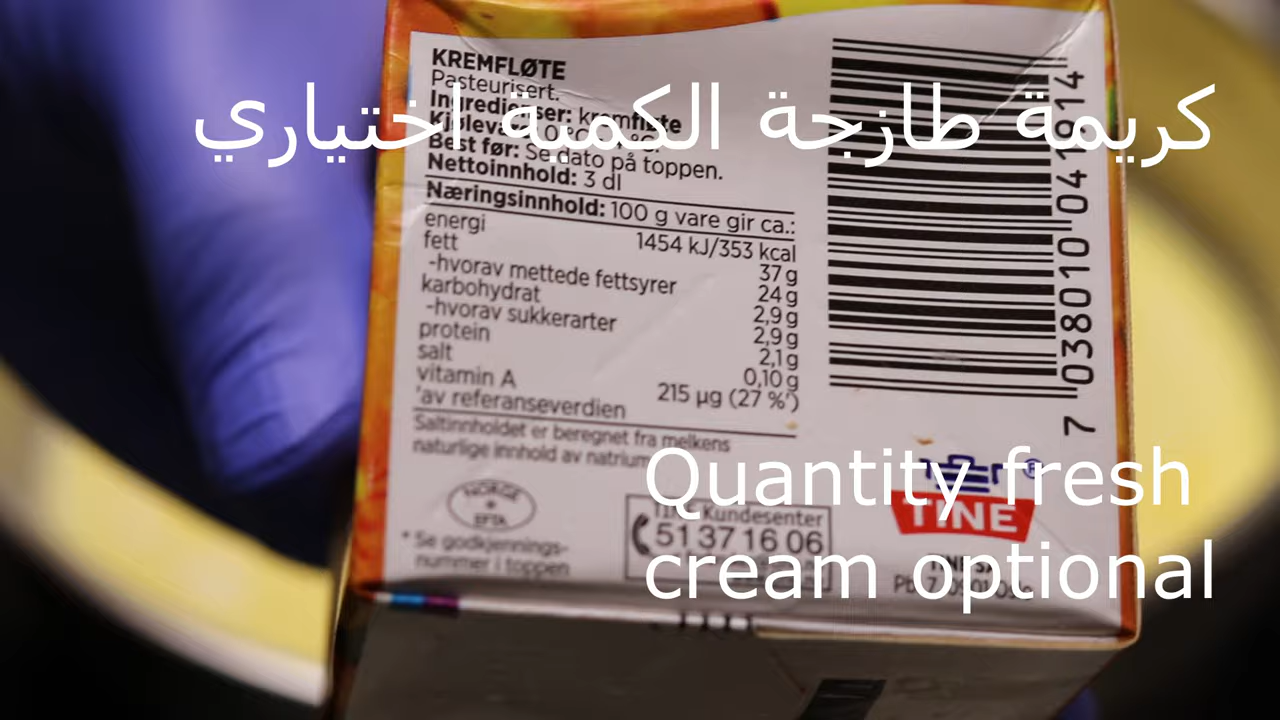 KREMFLØTE
Pasteurisert.
Ingredienser: kremfløte
Best før: Se dato på toppen.
Nettoinnhold: 3 dl
Næringsinnhold: 100 g vare gir ca.:
energi 1454 kJ/353 kcal
fett 37 g
-hvorav mettede fettsyrer 24 g
karbohydrat 2,9 g
-hvorav sukkerarter 2,9 g
protein 2,1 g
salt 0,10 g
vitamin A 215 µg (27 %*)
*av referanseverdien
Saltinnholdet er beregnet fra melkens
naturlige innhold av natrium
NORGE
EFTA
* Se godkjennings-
nummer i toppen
Kundesenter
51 37 16 06
7 038010 041914
TINE
كريمة طازجة الكمية اختياري
Quantity fresh
cream optional